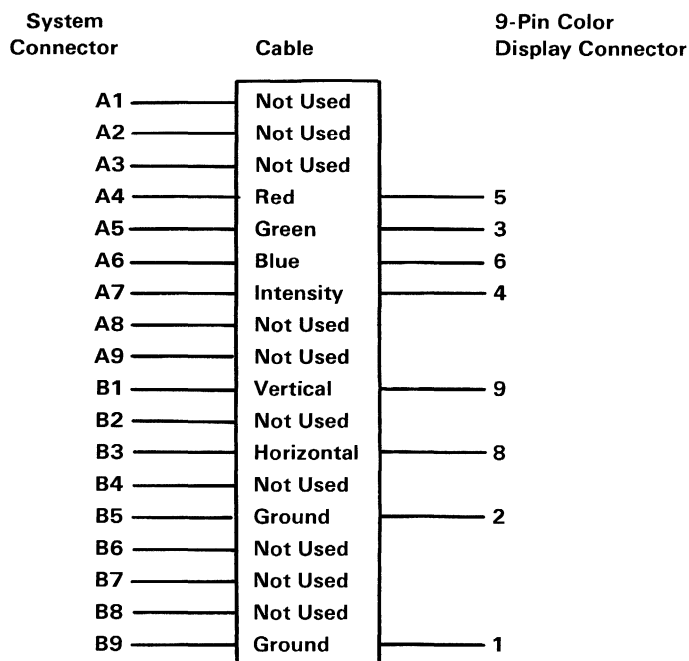 System Connector Cable 9-Pin Color Display Connector
A1 Not Used
A2 Not Used
A3 Not Used
A4 Red 5
A5 Green 3
A6 Blue 6
A7 Intensity 4
A8 Not Used
A9 Not Used
B1 Vertical 9
B2 Not Used
B3 Horizontal 8
B4 Not Used
B5 Ground 2
B6 Not Used
B7 Not Used
B8 Not Used
B9 Ground 1